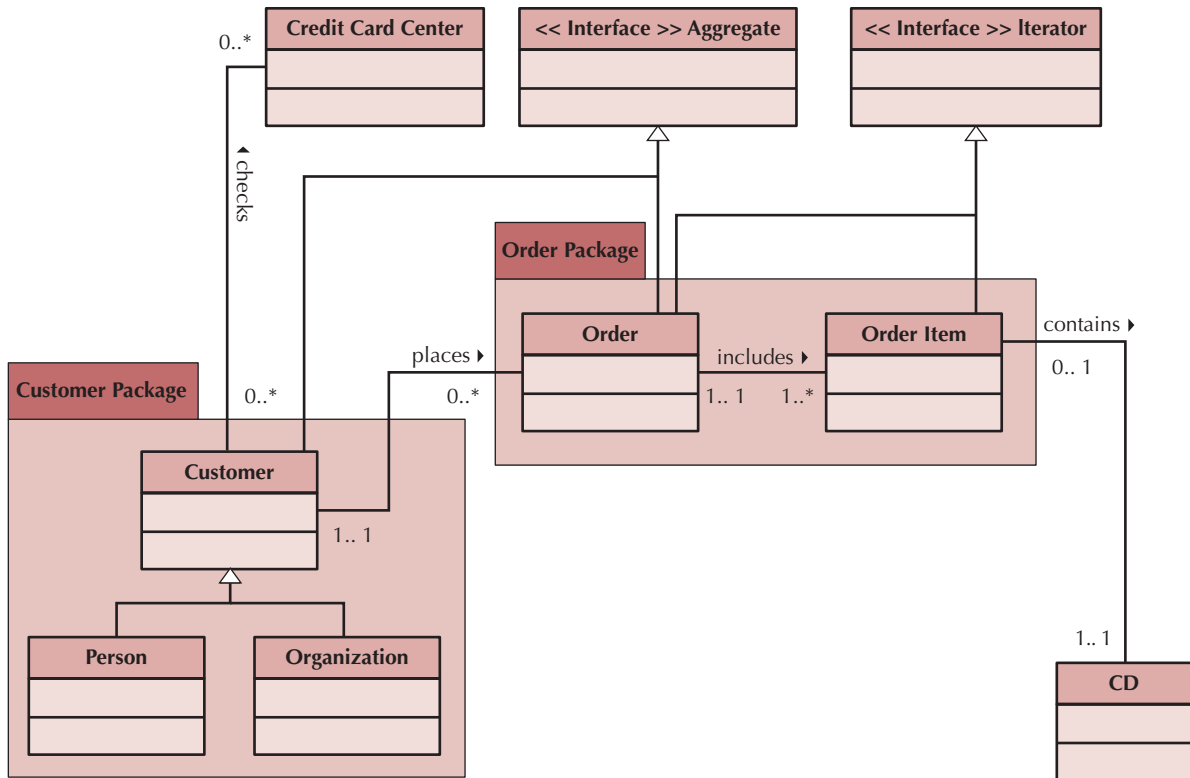 Credit Card Center
<< Interface >> Aggregate
<< Interface >> Iterator
0..*
checks
Order Package
Order
Order Item
contains
places
includes
0.. 1
Customer Package
0..*
0..*
1.. 1
1..*
Customer
1.. 1
1.. 1
Person
Organization
CD